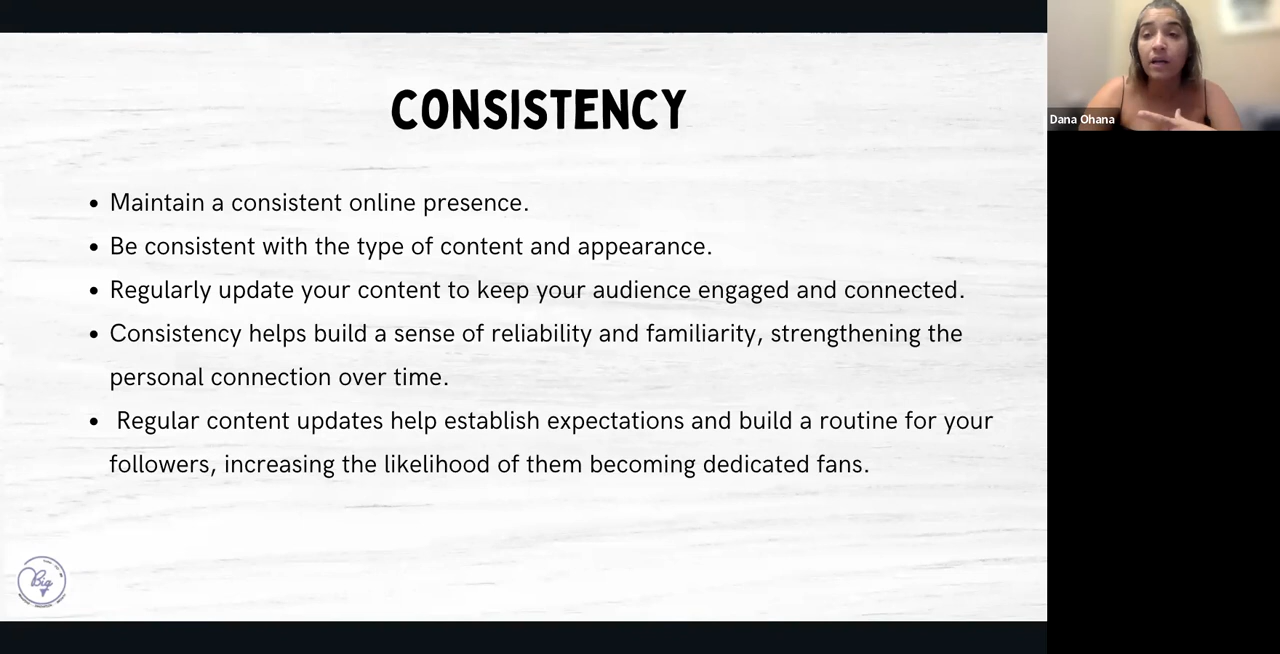 CONSISTENCY
Maintain a consistent online presence.
Be consistent with the type of content and appearance.
Regularly update your content to keep your audience engaged and connected.
Consistency helps build a sense of reliability and familiarity, strengthening the
personal connection over time.
Regular content updates help establish expectations and build a routine for your
followers, increasing the likelihood of them becoming dedicated fans.
Big
Dana Ohana